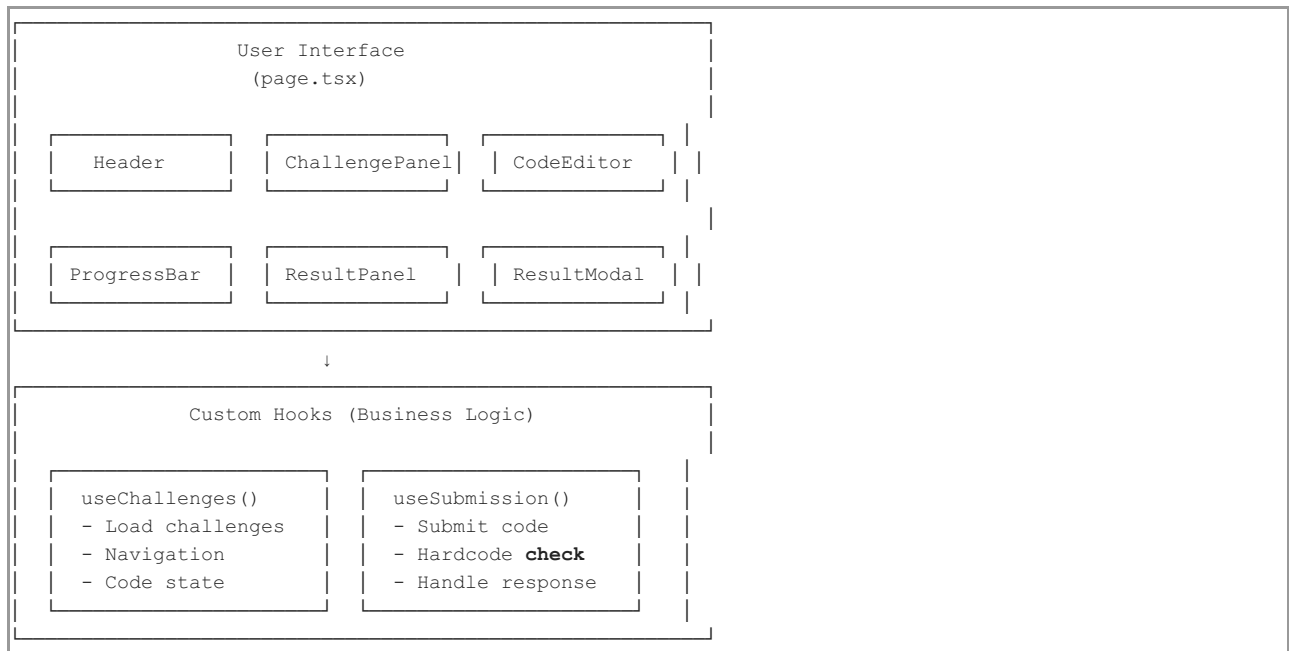 User Interface
(page.tsx)
Header ChallengePanel CodeEditor
ProgressBar ResultPanel ResultModal
↓
Custom Hooks (Business Logic)
useChallenges() useSubmission()
- Load challenges - Submit code
- Navigation - Hardcode check
- Code state - Handle response